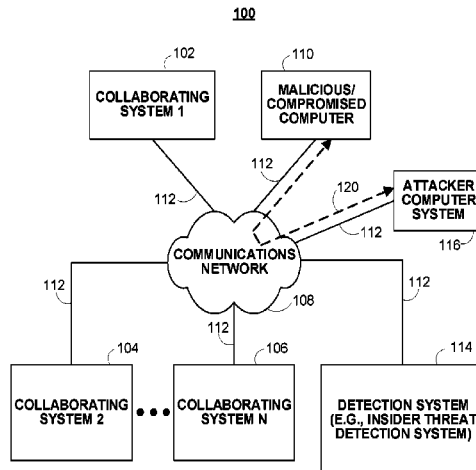 100
102
110
COLLABORATING
SYSTEM 1
MALICIOUS/
COMPROMISED
COMPUTER
112
120
ATTACKER
COMPUTER
SYSTEM
112
112
116
COMMUNICATIONS
NETWORK
112
108
112
112
104
106
114
COLLABORATING
SYSTEM 2
COLLABORATING
SYSTEM N
DETECTION SYSTEM
(E.G., INSIDER THREAT
DETECTION SYSTEM)